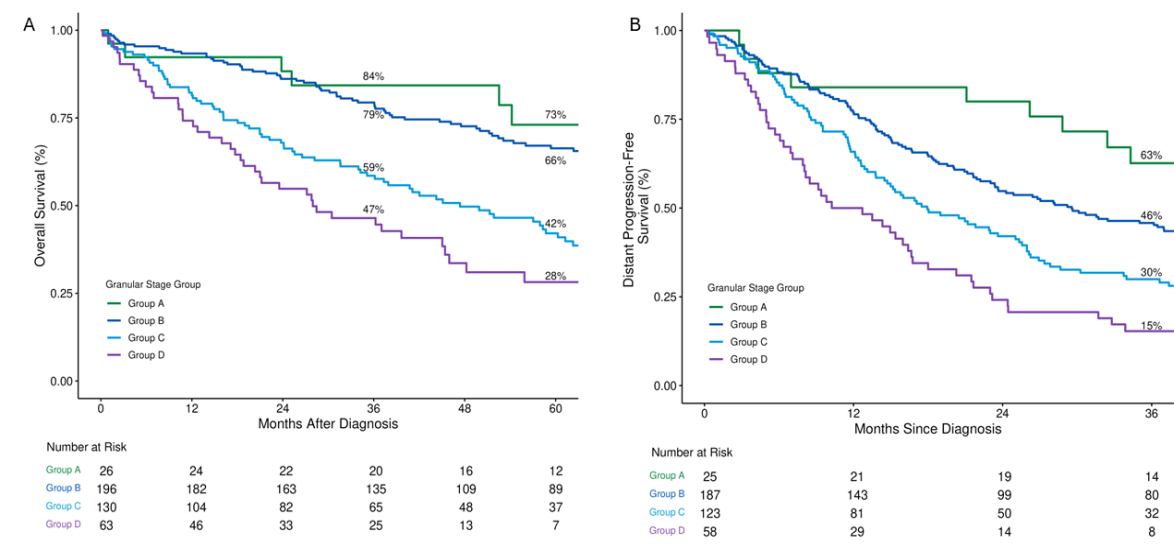 A
Overall Survival (%)
1.00
0.75
0.50
0.25
0.00
84%
79%
73%
66%
59%
47%
42%
28%
Granular Stage Group
Group A
Group B
Group C
Group D
0 12 24 36 48 60
Months After Diagnosis
Number at Risk
Group A 26 24 22 20 16 12
Group B 196 182 163 135 109 89
Group C 130 104 82 65 48 37
Group D 63 46 33 25 13 7
B
Distant Progression-Free
Survival (%)
1.00
0.75
0.50
0.25
0.00
63%
46%
30%
15%
Granular Stage Group
Group A
Group B
Group C
Group D
0 12 24 36
Months Since Diagnosis
Number at Risk
Group A 25 21 19 14
Group B 187 143 99 80
Group C 123 81 50 32
Group D 58 29 14 8